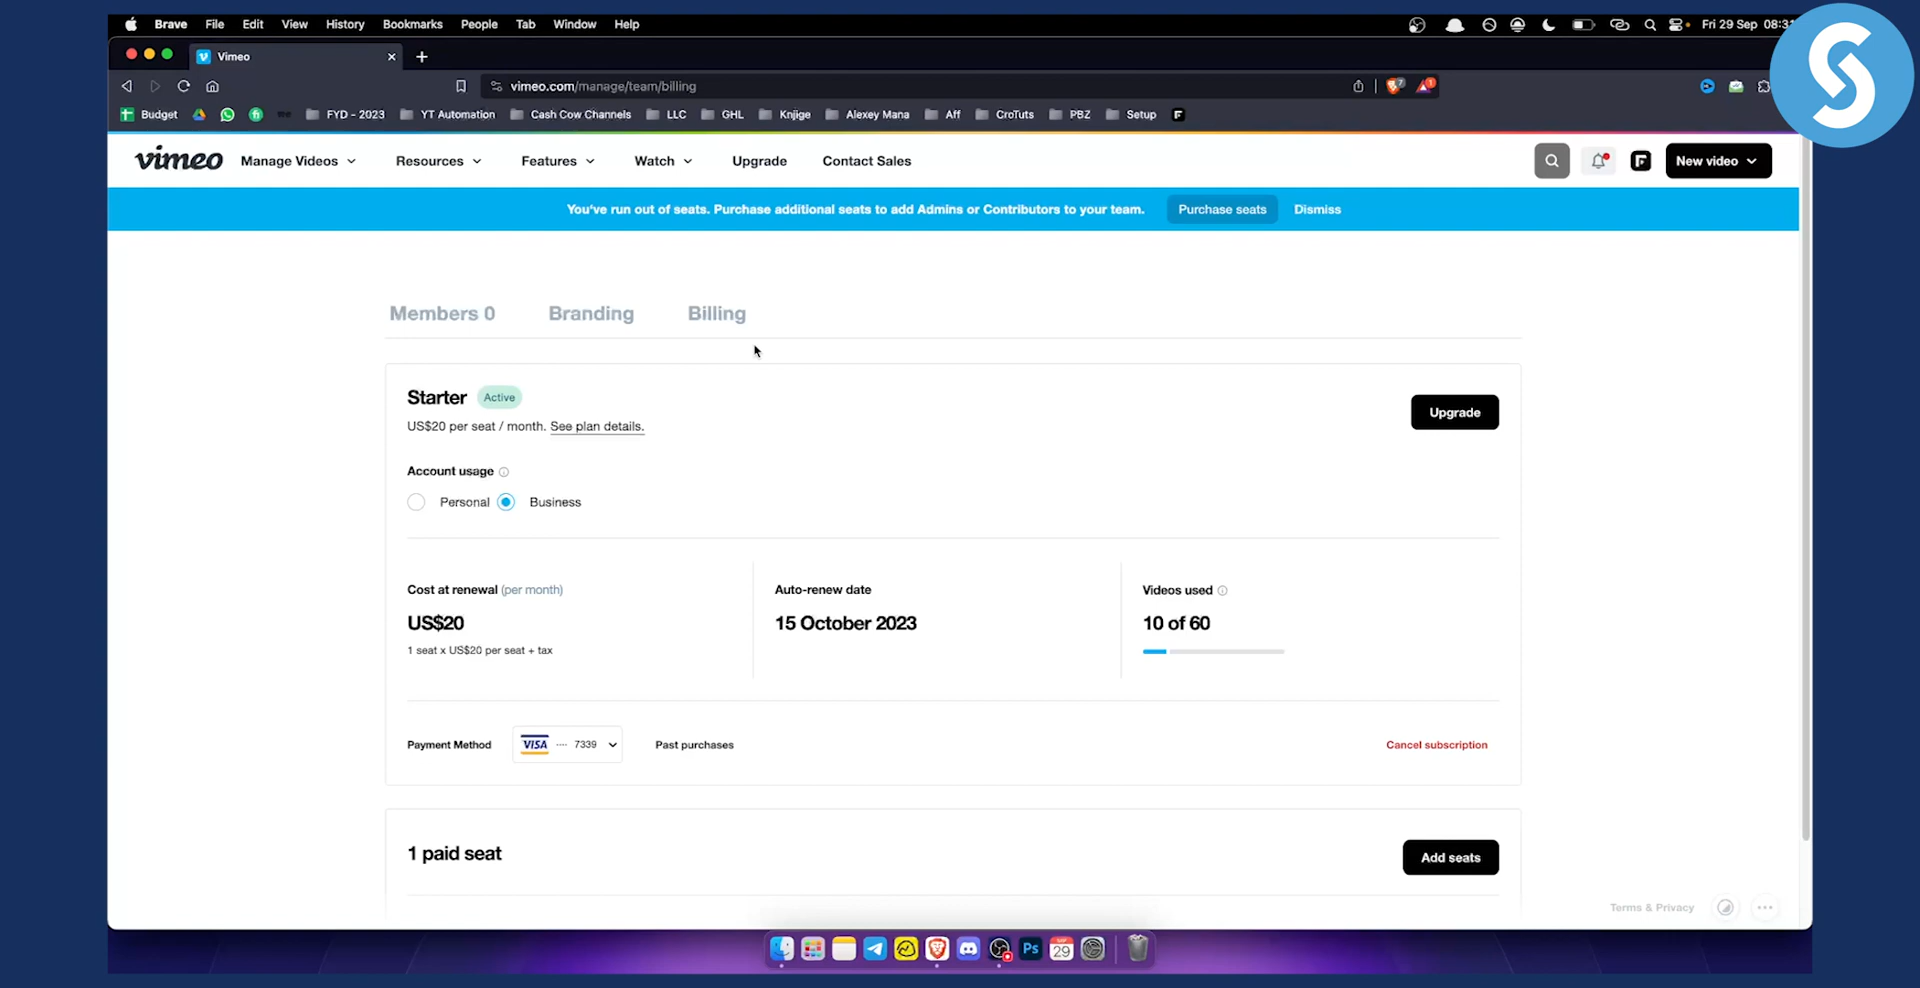 Brave File Edit View History Bookmarks People Tab Window Help Fri 29 Sep 08:3
Vimeo
vimeo.com/manage/team/billing
Budget FYD - 2023 YT Automation Cash Cow Channels LLC GHL Knjige Alexey Mana Aff CroTuts PBZ Setup
vimeo Manage Videos Resources Features Watch Upgrade Contact Sales New video
You've run out of seats. Purchase additional seats to add Admins or Contributors to your team. Purchase seats Dismiss
Members 0 Branding Billing
Starter Active
Upgrade
US$20 per seat / month. See plan details.
Account usage
Personal Business
Cost at renewal (per month) Auto-renew date Videos used
US$20 15 October 2023 10 of 60
1 seat x US$20 per seat + tax
Payment Method VISA ···· 7339 Past purchases Cancel subscription
1 paid seat Add seats
Terms & Privacy
Ps 29